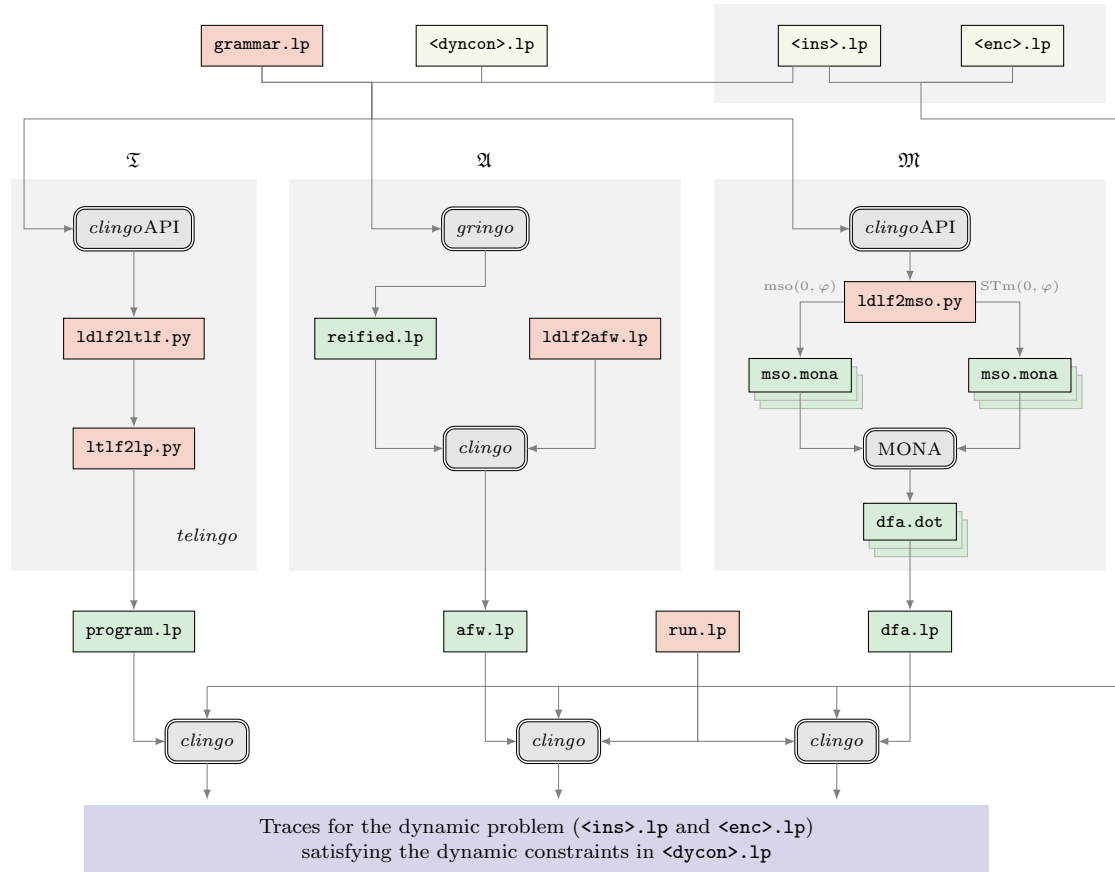 grammar.lp
<dyncon>.lp
<ins>.lp
<enc>.lp
𝔗
𝔄
𝔐
clingoAPI
gringo
clingoAPI
mso(0, φ)
STm(0, φ)
ldlf2mso.py
ldlf2ltlf.py
reified.lp
ldlf2afw.lp
mso.mona
mso.mona
ltlf2lp.py
clingo
MONA
dfa.dot
telingo
program.lp
afw.lp
run.lp
dfa.lp
clingo
clingo
clingo
Traces for the dynamic problem (<ins>.lp and <enc>.lp)
satisfying the dynamic constraints in <dycon>.lp